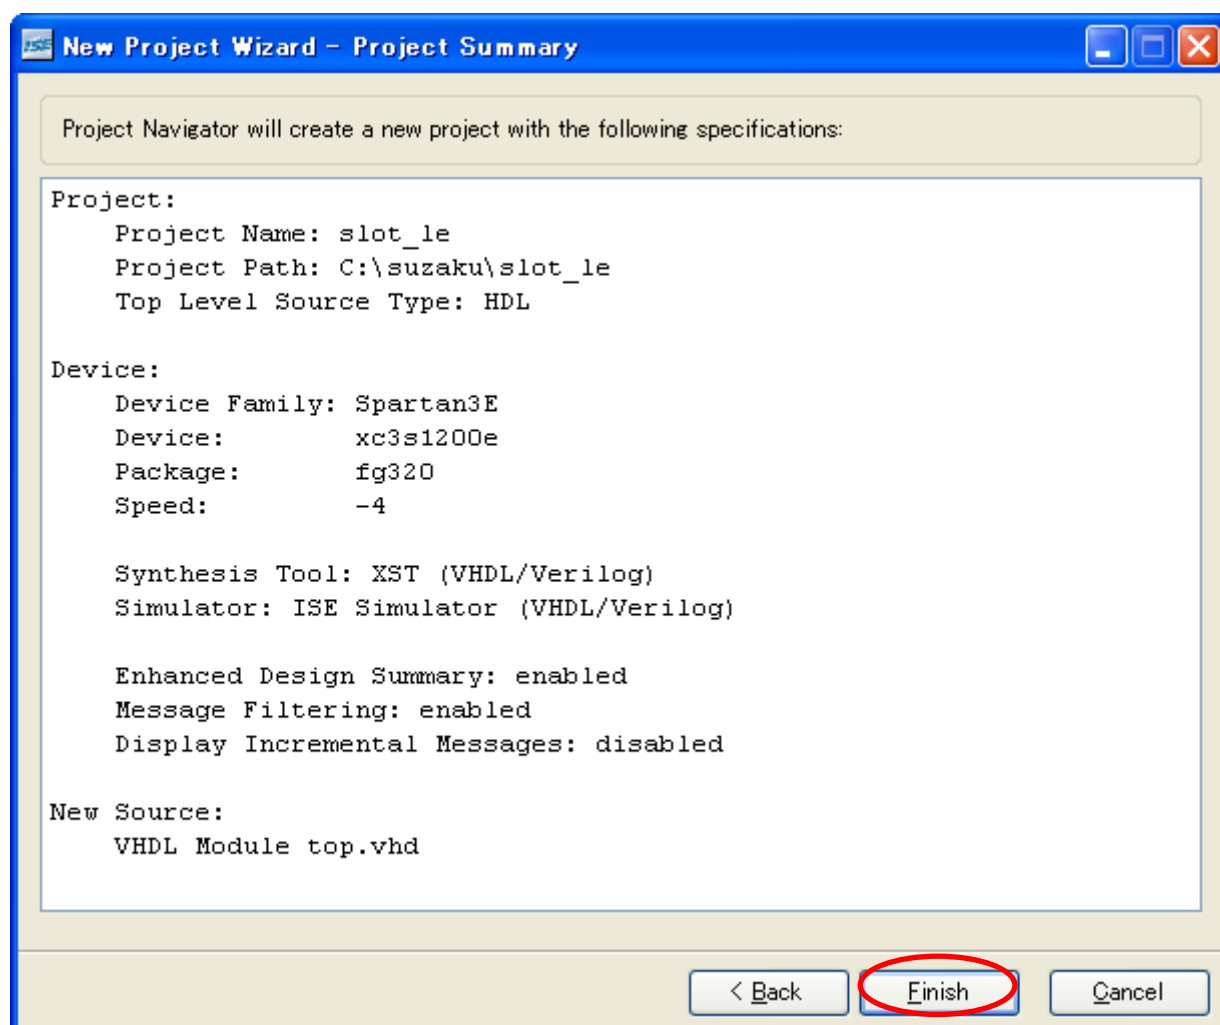 ISE New Project Wizard - Project Summary
Project Navigator will create a new project with the following specifications:
Project:
Project Name: slot_le
Project Path: C:\suzaku\slot_le
Top Level Source Type: HDL
Device:
Device Family: Spartan3E
Device: xc3s1200e
Package: fg320
Speed: -4
Synthesis Tool: XST (VHDL/Verilog)
Simulator: ISE Simulator (VHDL/Verilog)
Enhanced Design Summary: enabled
Message Filtering: enabled
Display Incremental Messages: disabled
New Source:
VHDL Module top.vhd
< Back Finish Cancel